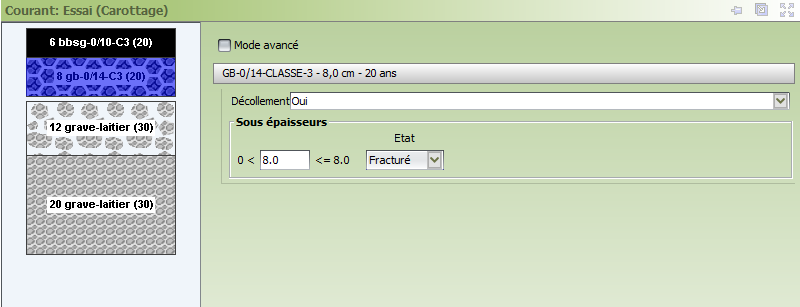 Courant: Essai (Carottage)
6 bbsg-0/10-C3 (20)
8 gb-0/14-C3 (20)
12 grave-laitier (30)
20 grave-laitier (30)
Mode avancé
GB-0/14-CLASSE-3 - 8,0 cm - 20 ans
Décollement Oui
Sous épaisseurs
Etat
0 < 8.0 <= 8.0 Fracturé